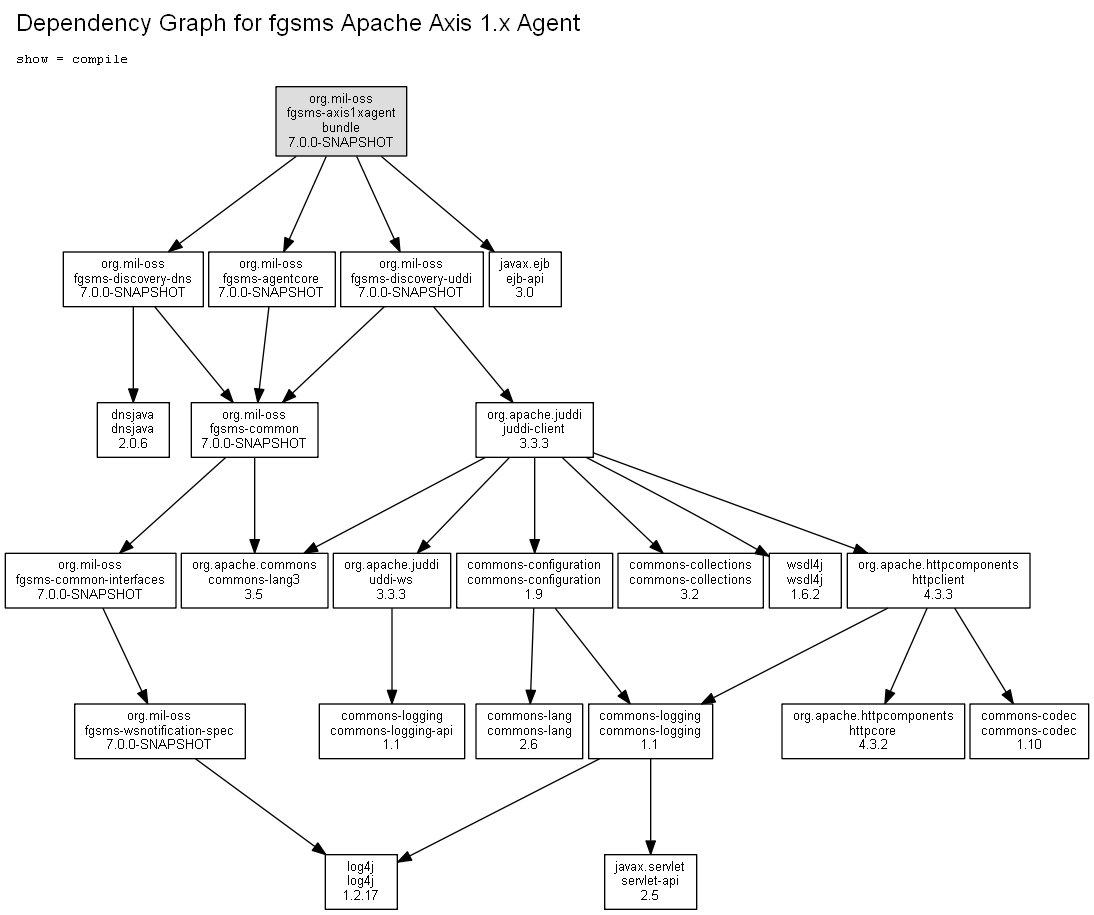 Dependency Graph for fgsms Apache Axis 1.x Agent
show = compile
org.mil-oss
fgsms-axis1xagent
bundle
7.0.0-SNAPSHOT
org.mil-oss
fgsms-discovery-dns
7.0.0-SNAPSHOT
org.mil-oss
fgsms-agentcore
7.0.0-SNAPSHOT
org.mil-oss
fgsms-discovery-uddi
7.0.0-SNAPSHOT
javax.ejb
ejb-api
3.0
dnsjava
dnsjava
2.0.6
org.mil-oss
fgsms-common
7.0.0-SNAPSHOT
org.apache.juddi
juddi-client
3.3.3
org.mil-oss
fgsms-common-interfaces
7.0.0-SNAPSHOT
org.apache.commons
commons-lang3
3.5
org.apache.juddi
uddi-ws
3.3.3
commons-configuration
commons-configuration
1.9
commons-collections
commons-collections
3.2
wsdl4j
wsdl4j
1.6.2
org.apache.httpcomponents
httpclient
4.3.3
org.mil-oss
fgsms-wsnotification-spec
7.0.0-SNAPSHOT
commons-logging
commons-logging-api
1.1
commons-lang
commons-lang
2.6
commons-logging
commons-logging
1.1
org.apache.httpcomponents
httpcore
4.3.2
commons-codec
commons-codec
1.10
log4j
log4j
1.2.17
javax.servlet
servlet-api
2.5